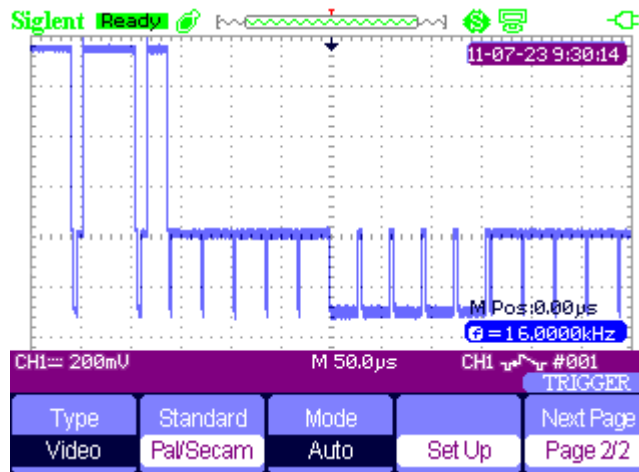 Siglent Ready
11-07-23 9:30:14
M Pos:0.00μs
f = 16.0000kHz
CH1 200mV M 50.0μs CH1 #001
TRIGGER
Type Standard Mode Next Page
Video Pal/Secam Auto Set Up Page 2/2